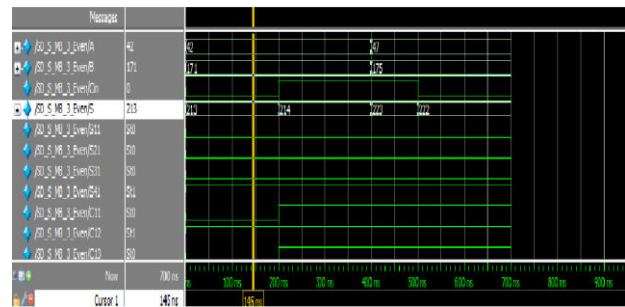 Messages
/SD_S_MB_3_Even/A 42 42 47
/SD_S_MB_3_Even/B 171 171 175
/SD_S_MB_3_Even/Cin 0
/SD_S_MB_3_Even/S 213 213 214 223 222
/SD_S_MB_3_Even/S11 St0
/SD_S_MB_3_Even/S21 St0
/SD_S_MB_3_Even/S31 St0
/SD_S_MB_3_Even/S41 St1
/SD_S_MB_3_Even/C11 St0
/SD_S_MB_3_Even/C12 St1
/SD_S_MB_3_Even/C13 St0
Now 700 ns ns 100 ns 200 ns 300 ns 400 ns 500 ns 600 ns 700 ns 800 ns 900 ns
Cursor 1 145 ns 145 ns